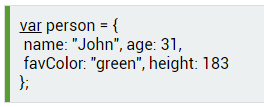 var person = {
name: "John", age: 31,
favColor: "green", height: 183
};